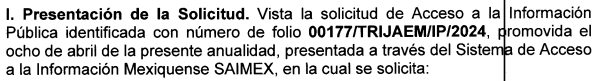 I. Presentación de la Solicitud. Vista la solicitud de Acceso a la Información
Pública identificada con número de folio 00177/TRIJAEM/IP/2024, promovida el
ocho de abril de la presente anualidad, presentada a través del Sistema de Acceso
a la Información Mexiquense SAIMEX, en la cual se solicita: